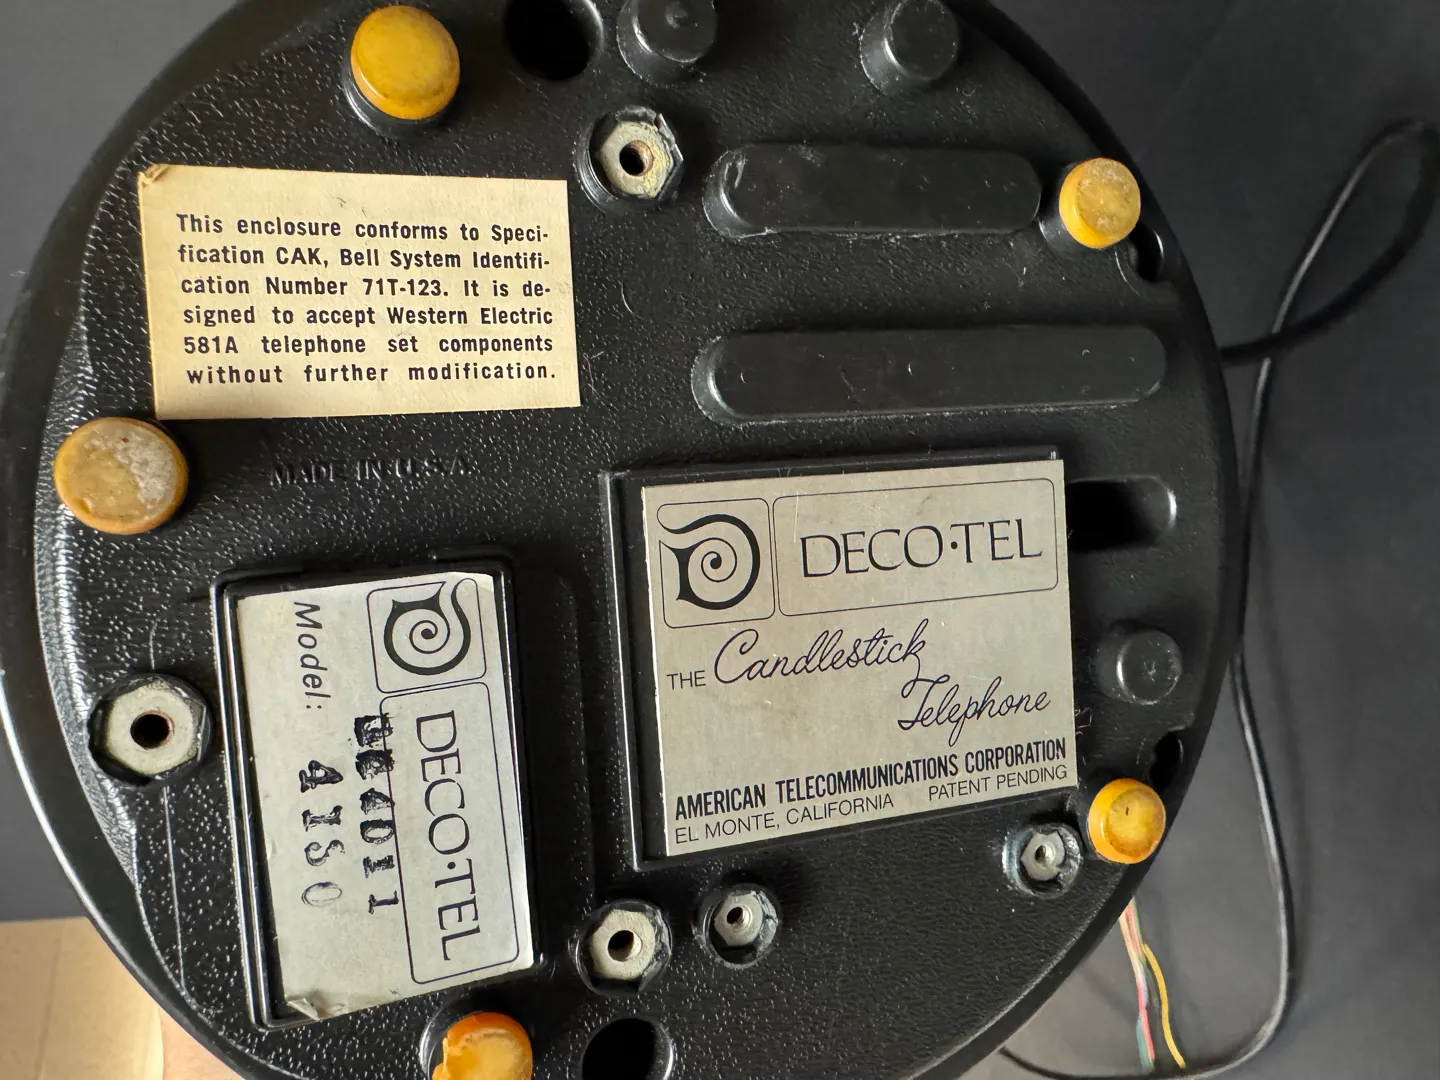 This enclosure conforms to Speci-
fication CAK, Bell System Identifi-
cation Number 71T-123. It is de-
signed to accept Western Electric
581A telephone set components
without further modification.
MADE IN U.S.A.
DECO·TEL
THE Candlestick
Telephone
AMERICAN TELECOMMUNICATIONS CORPORATION
EL MONTE, CALIFORNIA PATENT PENDING
DECO·TEL
Model: